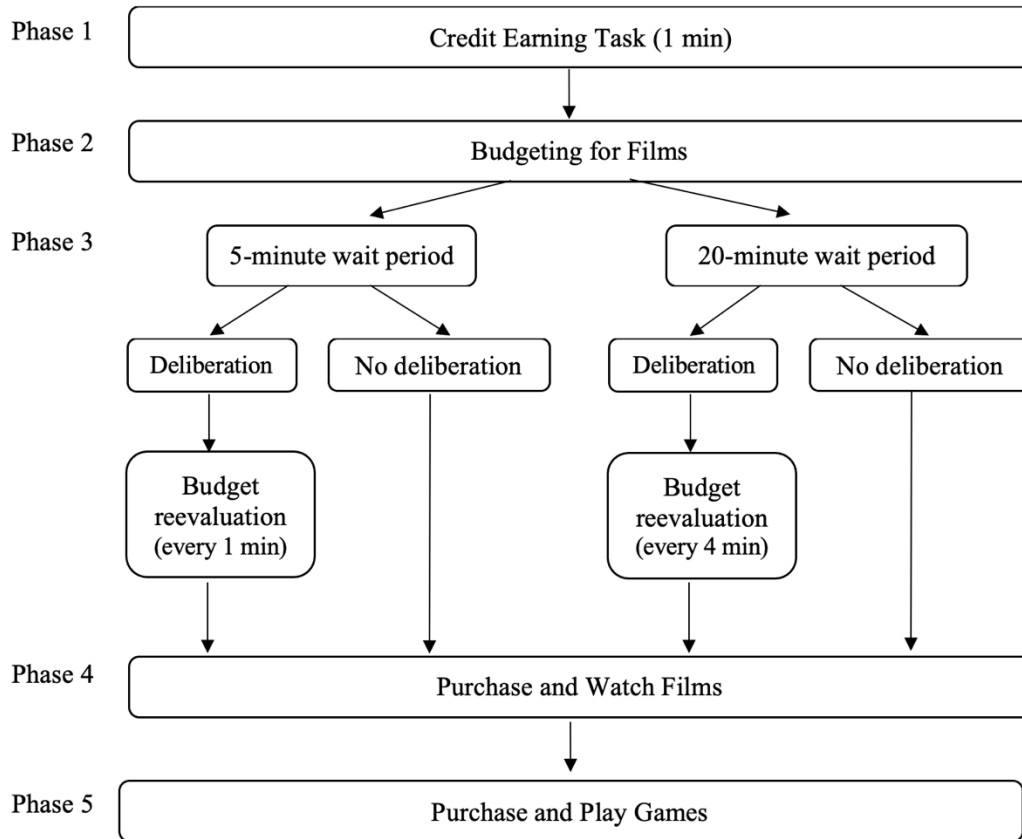 Phase 1
Credit Earning Task (1 min)
Phase 2
Budgeting for Films
Phase 3
5-minute wait period
20-minute wait period
Deliberation
No deliberation
Deliberation
No deliberation
Budget
reevaluation
(every 1 min)
Budget
reevaluation
(every 4 min)
Phase 4
Purchase and Watch Films
Phase 5
Purchase and Play Games